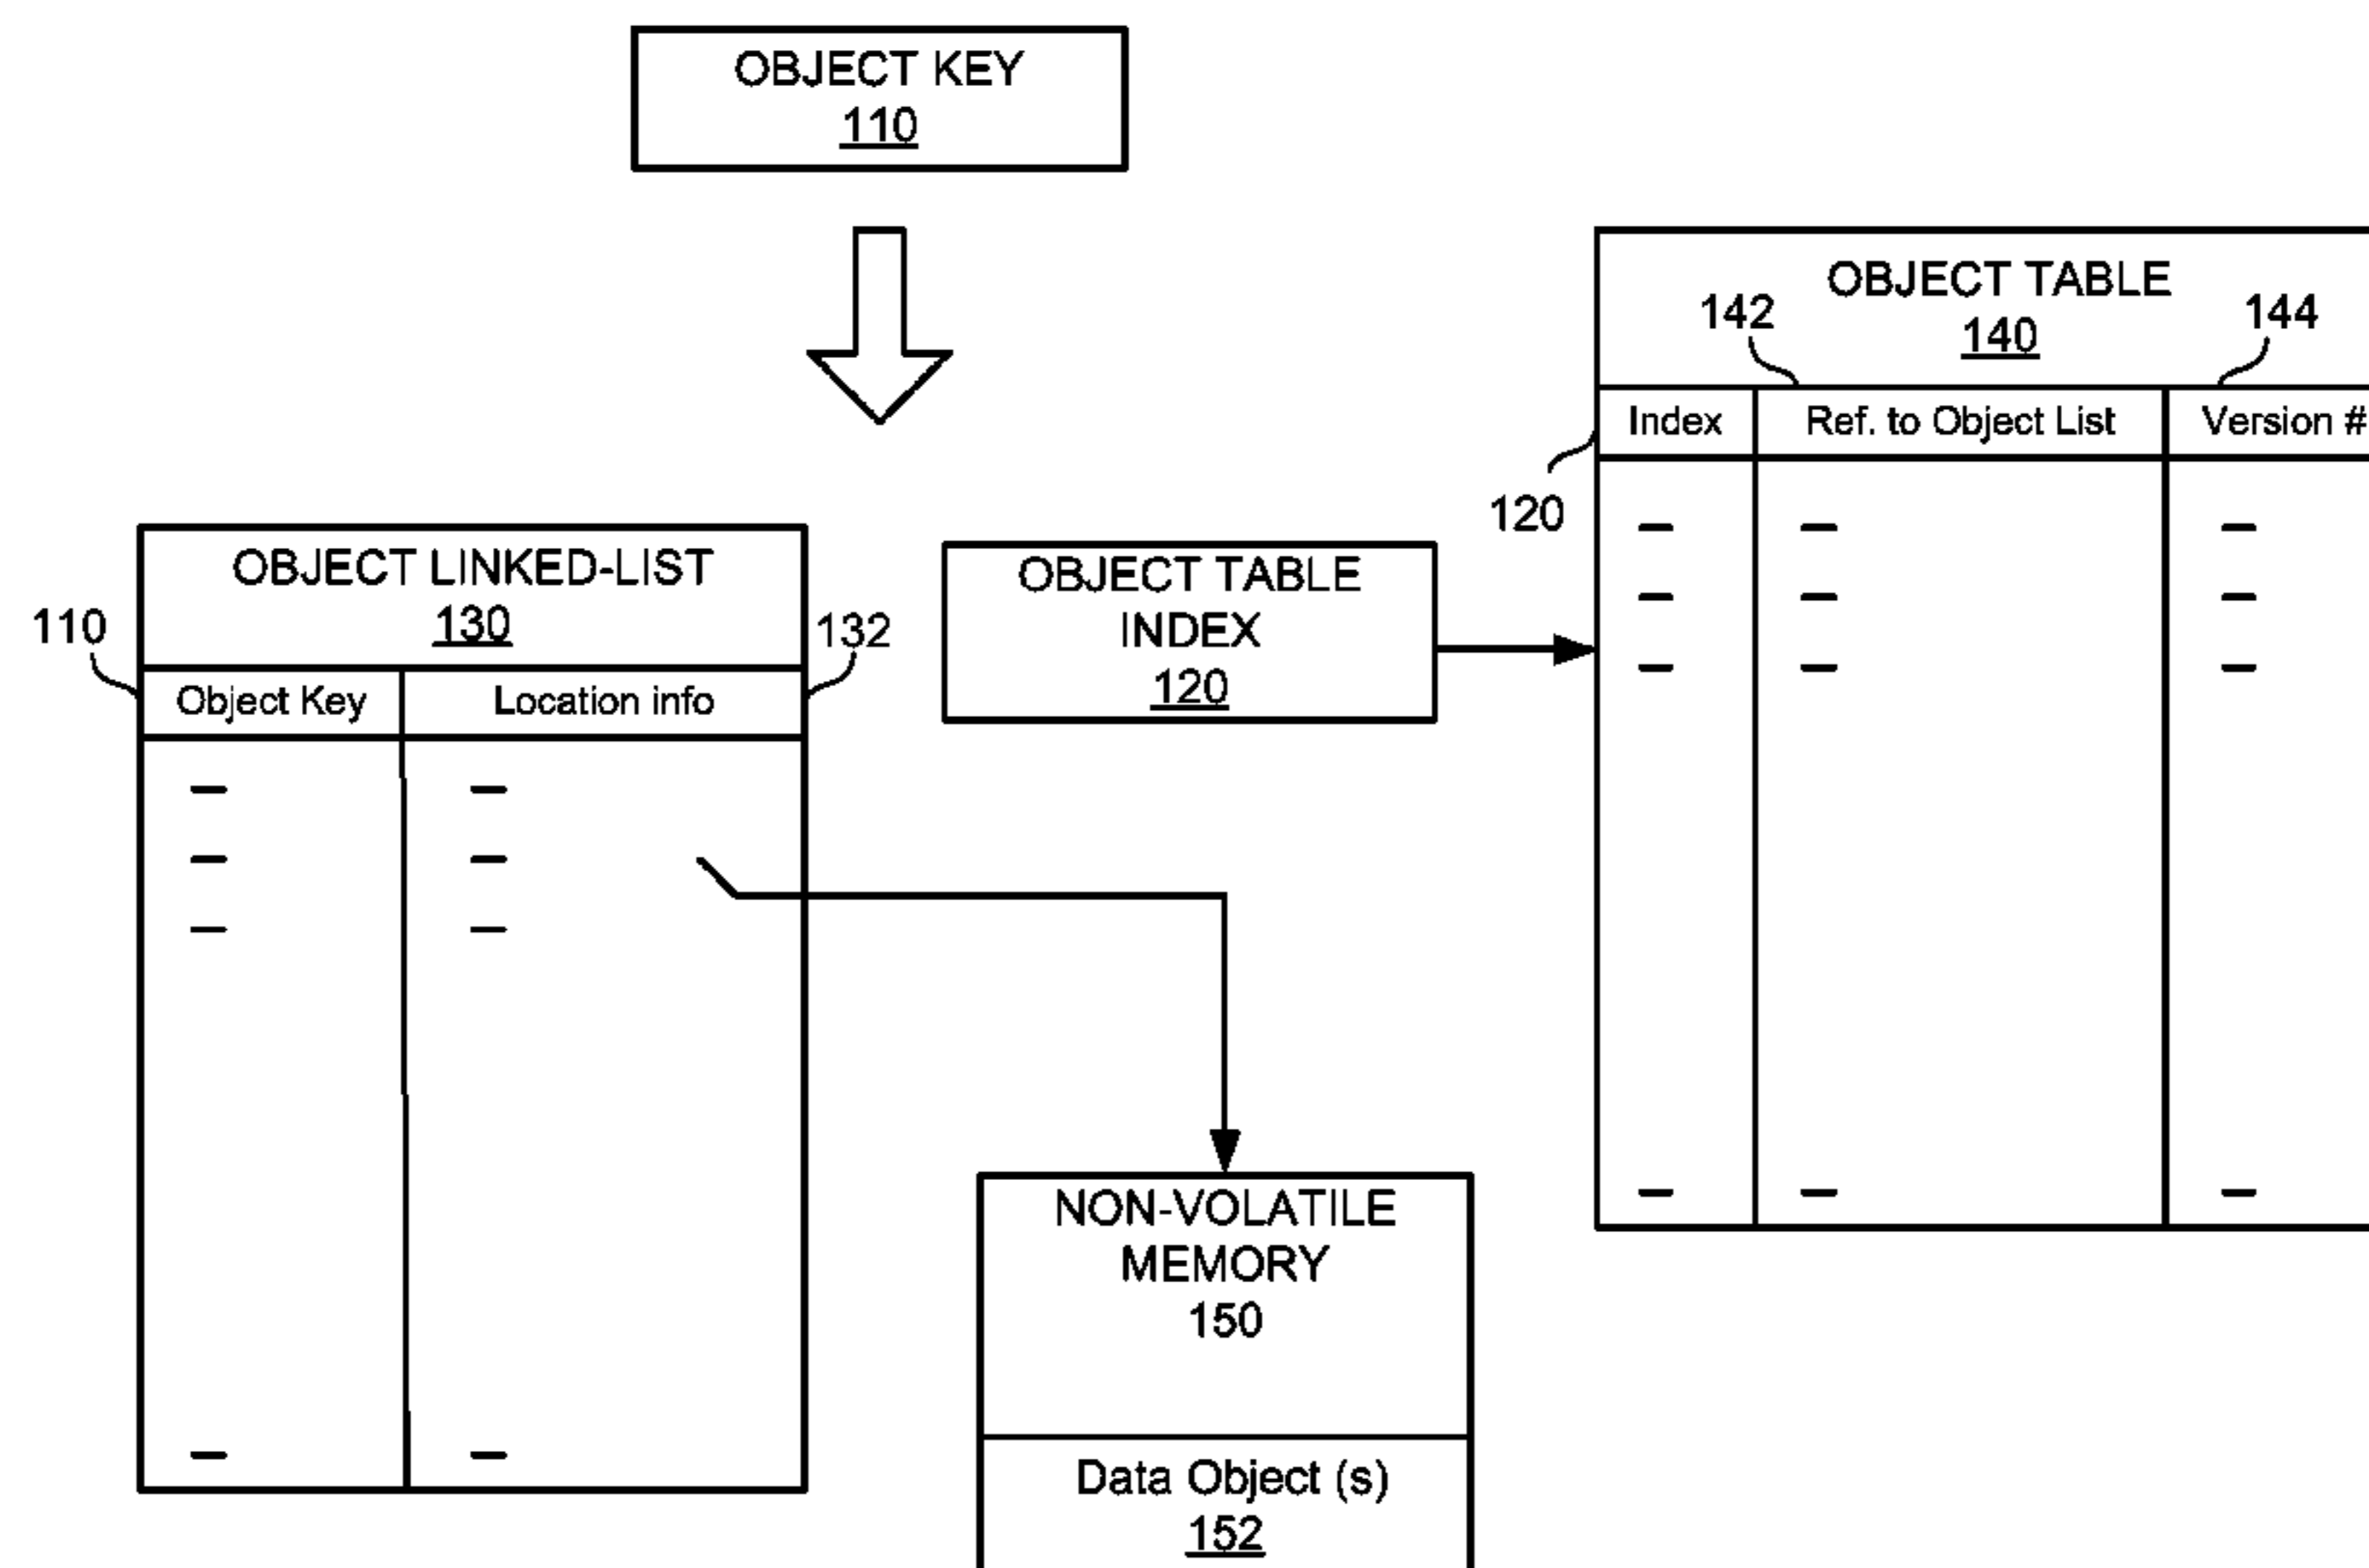 OBJECT KEY
110
OBJECT TABLE
142
140
144
Index
Ref. to Object List
Version #
120
OBJECT LINKED-LIST
130
110
132
Object Key
Location info
OBJECT TABLE
INDEX
120
NON-VOLATILE
MEMORY
150
Data Object (s)
152